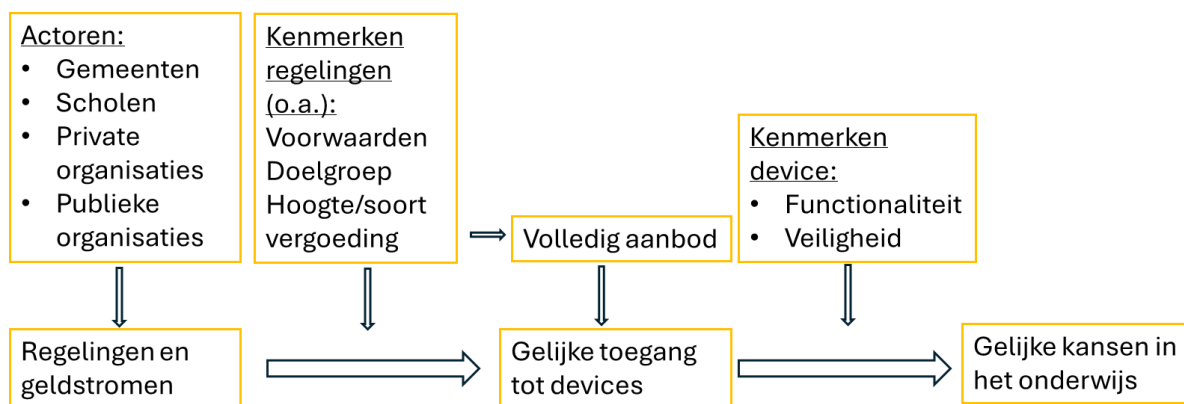 Actoren:
• Gemeenten
• Scholen
• Private
organisaties
• Publieke
organisaties
Kenmerken
regelingen
(o.a.):
Voorwaarden
Doelgroep
Hoogte/soort
vergoeding
Volledig aanbod
Kenmerken
device:
• Functionaliteit
• Veiligheid
Regelingen en
geldstromen
Gelijke toegang
tot devices
Gelijke kansen in
het onderwijs